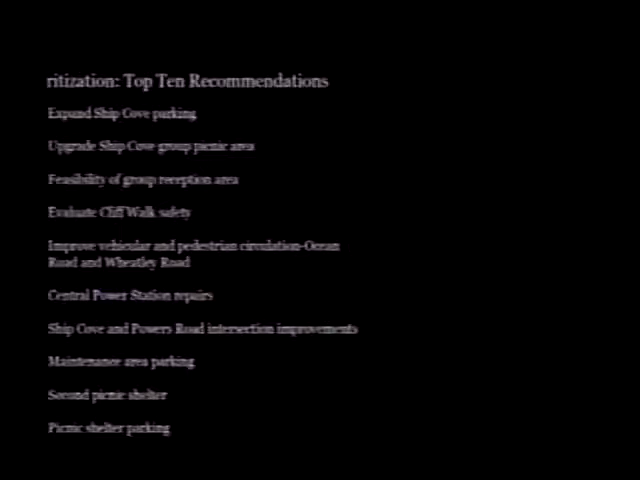 ritization: Top Ten Recommendations
Expand Ship Cove parking
Upgrade Ship Cove group picnic area
Feasibility of group reception area
Evaluate Cliff Walk safety
Improve vehicular and pedestrian circulation-Ocean
Road and Wheatley Road
Central Power Station repairs
Ship Cove and Powers Road intersection improvements
Maintenance area parking
Second picnic shelter
Picnic shelter parking